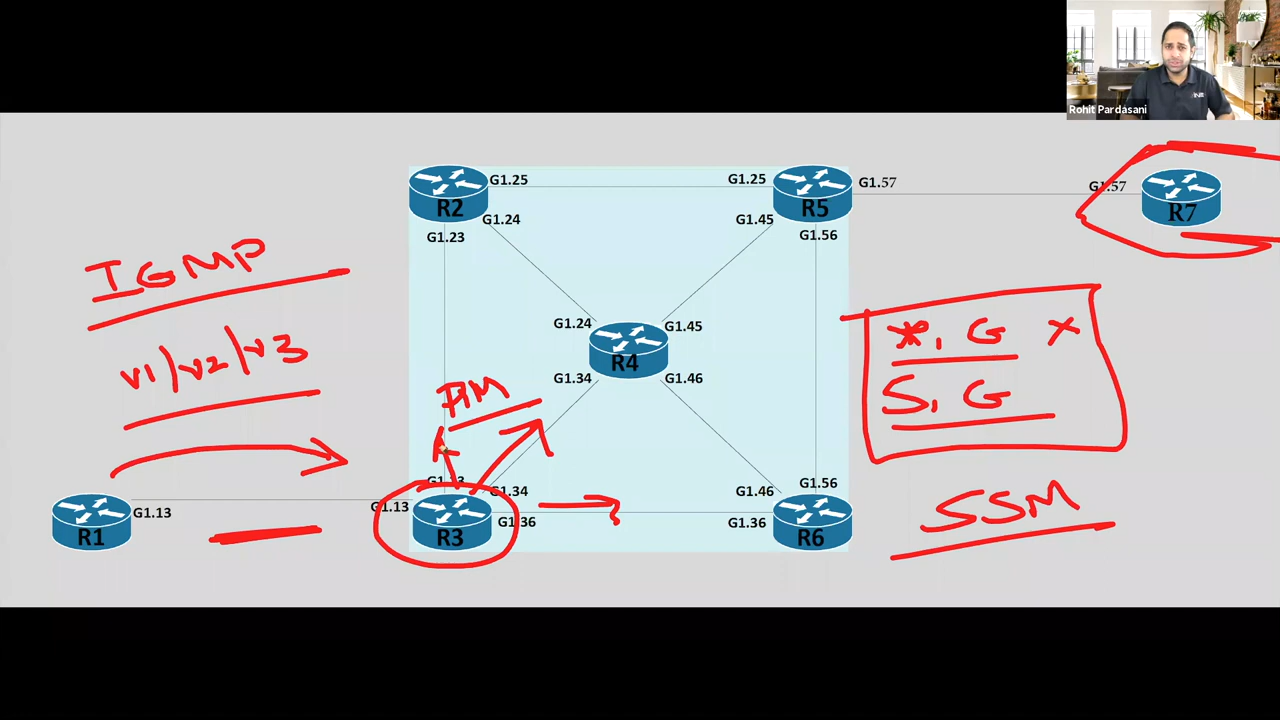 Rohit Pardasani
R2
G1.25
G1.25
R5
G1.57
G1.57
R7
G1.24
G1.45
G1.23
G1.56
IGMP
v1/v2/v3
G1.24
G1.45
R4
G1.34
G1.46
*, G X
S, G
PIM
G1.34
G1.46
G1.56
SSM
R1
G1.13
G1.13
R3
G1.36
G1.36
R6